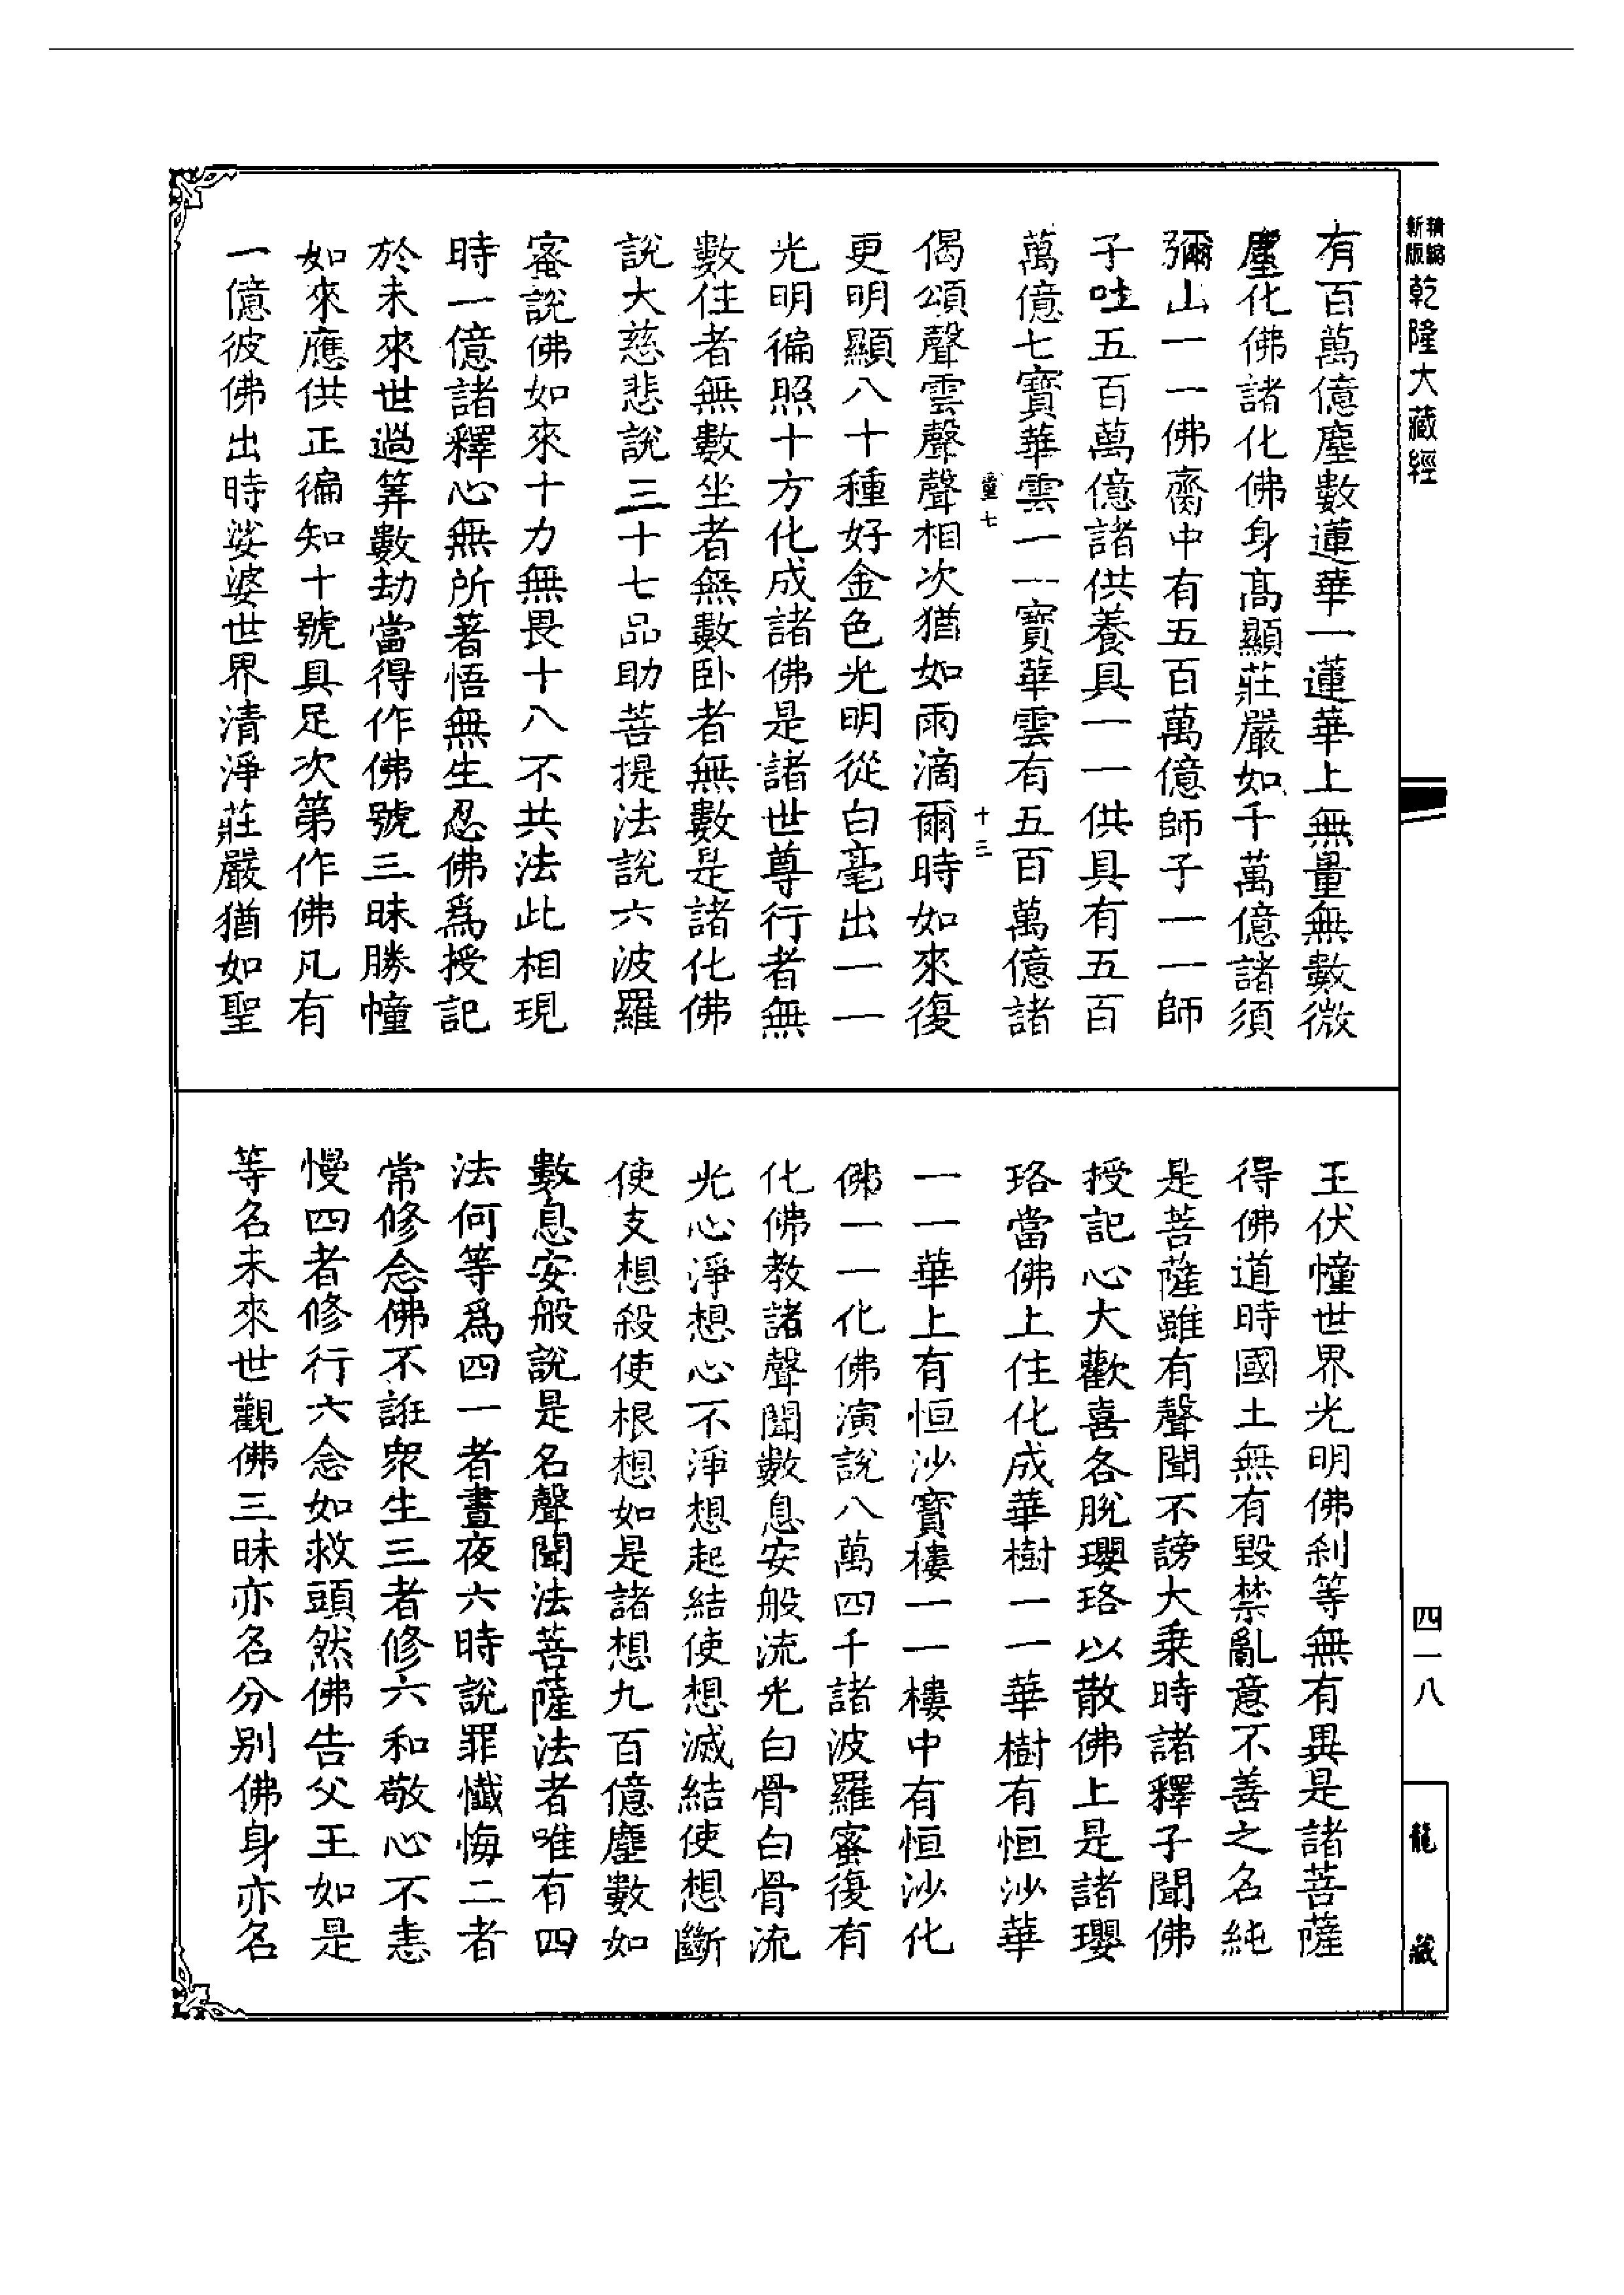 新編
新版
乾隆大藏經
有百萬億塵數蓮華一蓮華上無量無數微
塵化佛諸化佛身高顯莊嚴如千萬億諸須
彌山一一佛齋中有五百萬億師子一一師
子吐五百萬億諸供養具一一供具有五百
萬億七寶華雲一一寶華雲有五百萬億諸
童七
十三
偈頌聲雲聲聲相次猶如雨滴爾時如來復
更明顯八十種好金色光明從白毫出一一
光明徧照十方化成諸佛是諸世尊行者無
數住者無數坐者無數臥者無數是諸化佛
說大慈悲說三十七品助菩提法說六波羅
蜜說佛如來十力無畏十八不共法此相現
時一億諸釋心無所著悟無生忍佛為授記
於未來世過筭數劫當得作佛號三昧勝幢
如來應供正徧知十號具足次第作佛凡有
一億彼佛出時娑婆世界清淨莊嚴猶如聖
王伏幢世界光明佛刹等無有異是諸菩薩
得佛道時國土無有毀禁亂意不善之名純
是菩薩雖有聲聞不謗大乘時諸釋子聞佛
授記心大歡喜各脫瓔珞以散佛上是諸瓔
珞當佛上住化成華樹一一華樹有恒沙華
一一華上有恒沙寶樓一一樓中有恒沙化
佛一一化佛演說八萬四千諸波羅蜜復有
化佛教諸聲聞數息安般流光白骨白骨流
光心淨想心不淨想起結使想滅結使想斷
使支想殺使根想如是諸想九百億塵數如
數息安般說是名聲聞法菩薩法者唯有四
法何等為四一者晝夜六時說罪懺悔二者
常修念佛不誑眾生三者修六和敬心不恚
慢四者修行六念如救頭然佛告父王如是
等名未來世觀佛三昧亦名分別佛身亦名
四一八
龍藏